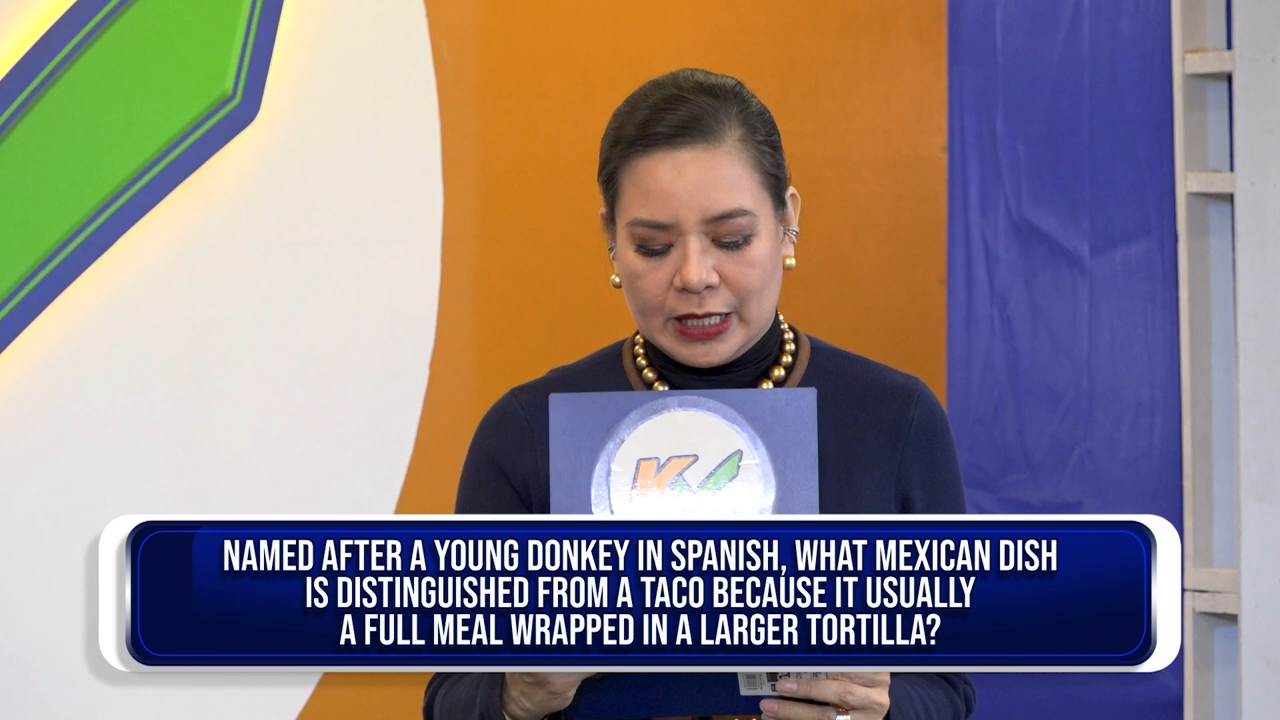 K
NAMED AFTER A YOUNG DONKEY IN SPANISH, WHAT MEXICAN DISH
IS DISTINGUISHED FROM A TACO BECAUSE IT USUALLY
A FULL MEAL WRAPPED IN A LARGER TORTILLA?